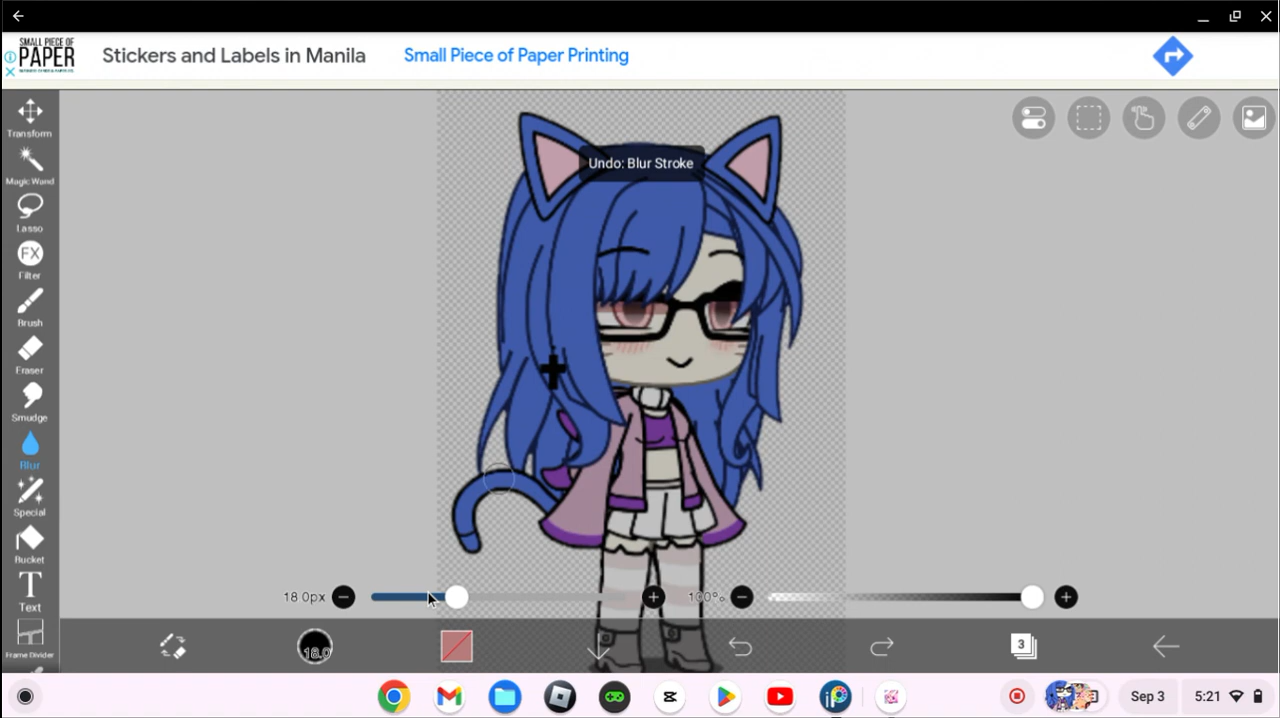 SMALL PIECE OF
PAPER
Stickers and Labels in Manila
Small Piece of Paper Printing
Transform
Magic Wand
Lasso
FX
Filter
Brush
Eraser
Smudge
Blur
Special
Bucket
T
Text
Frame Divider
Undo: Blur Stroke
18 0px
100%
18.0
3
Sep 3
5:21